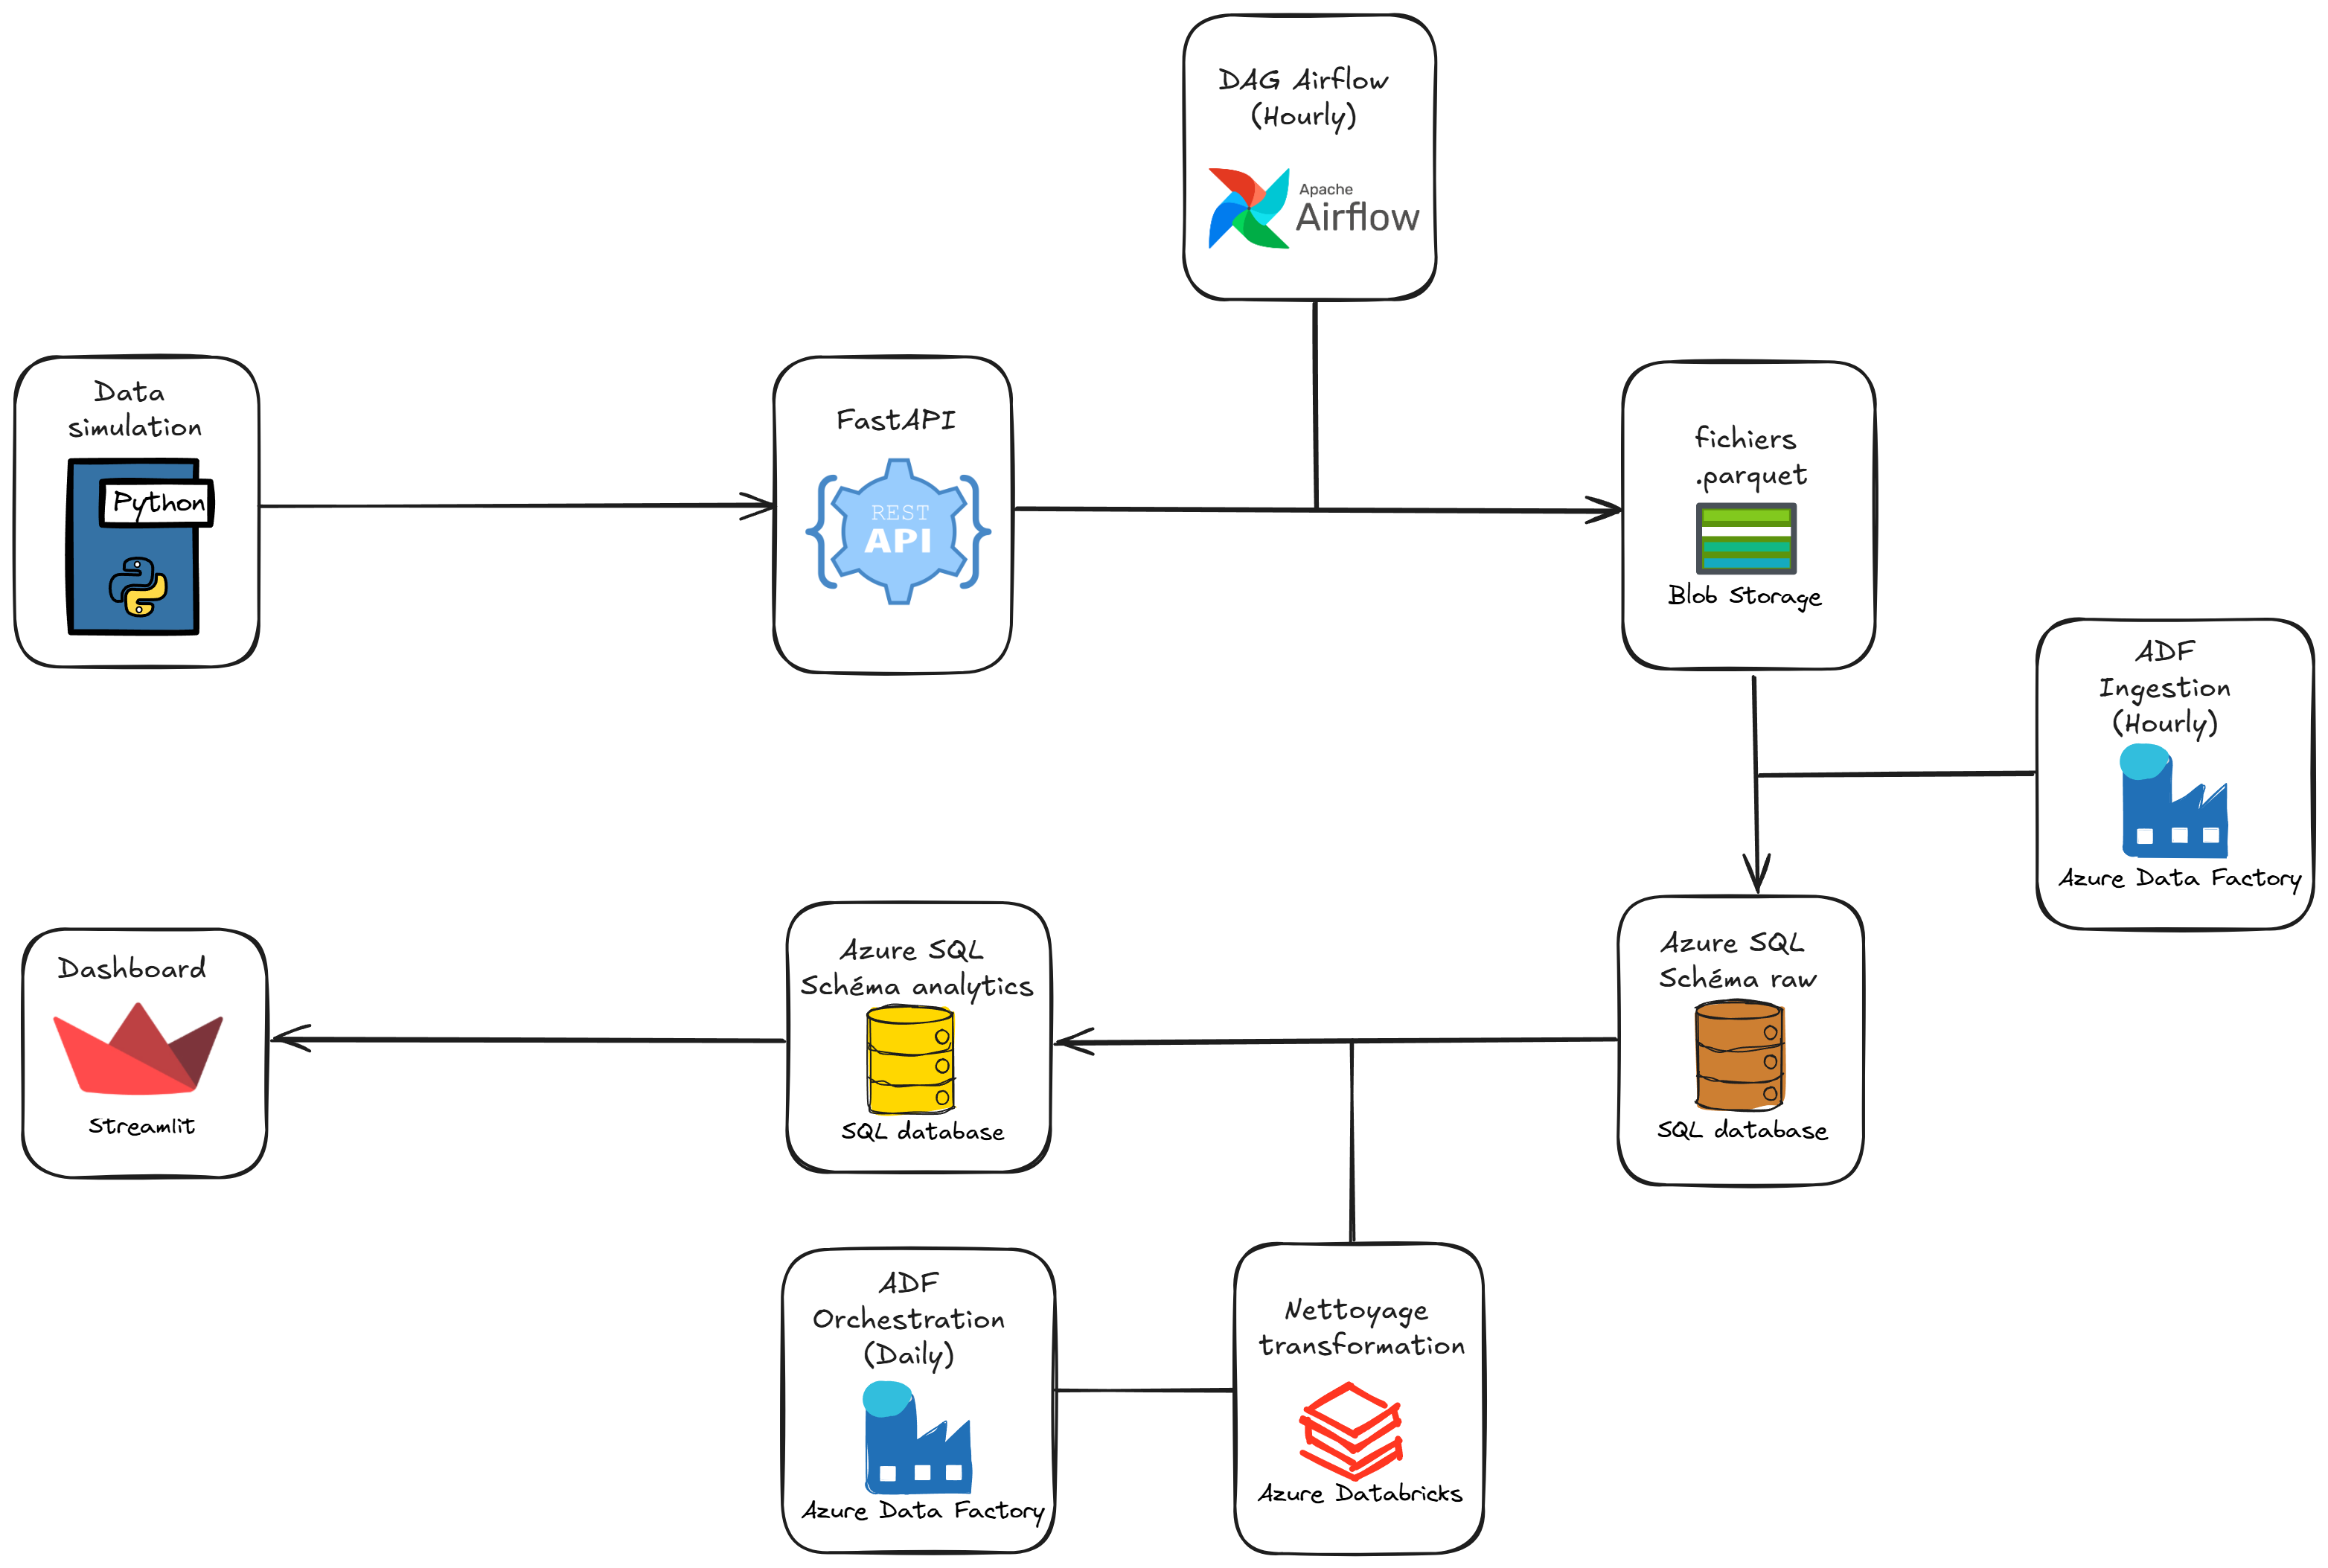 DAG Airflow
(Hourly)
Apache
Airflow
Data
simulation
Python
FastAPI
REST
API
fichiers
.parquet
Blob Storage
ADF
Ingestion
(Hourly)
Azure Data Factory
Dashboard
Streamlit
Azure SQL
Schéma analytics
SQL database
Azure SQL
Schéma raw
SQL database
ADF
Orchestration
(Daily)
Azure Data Factory
Nettoyage
transformation
Azure Databricks